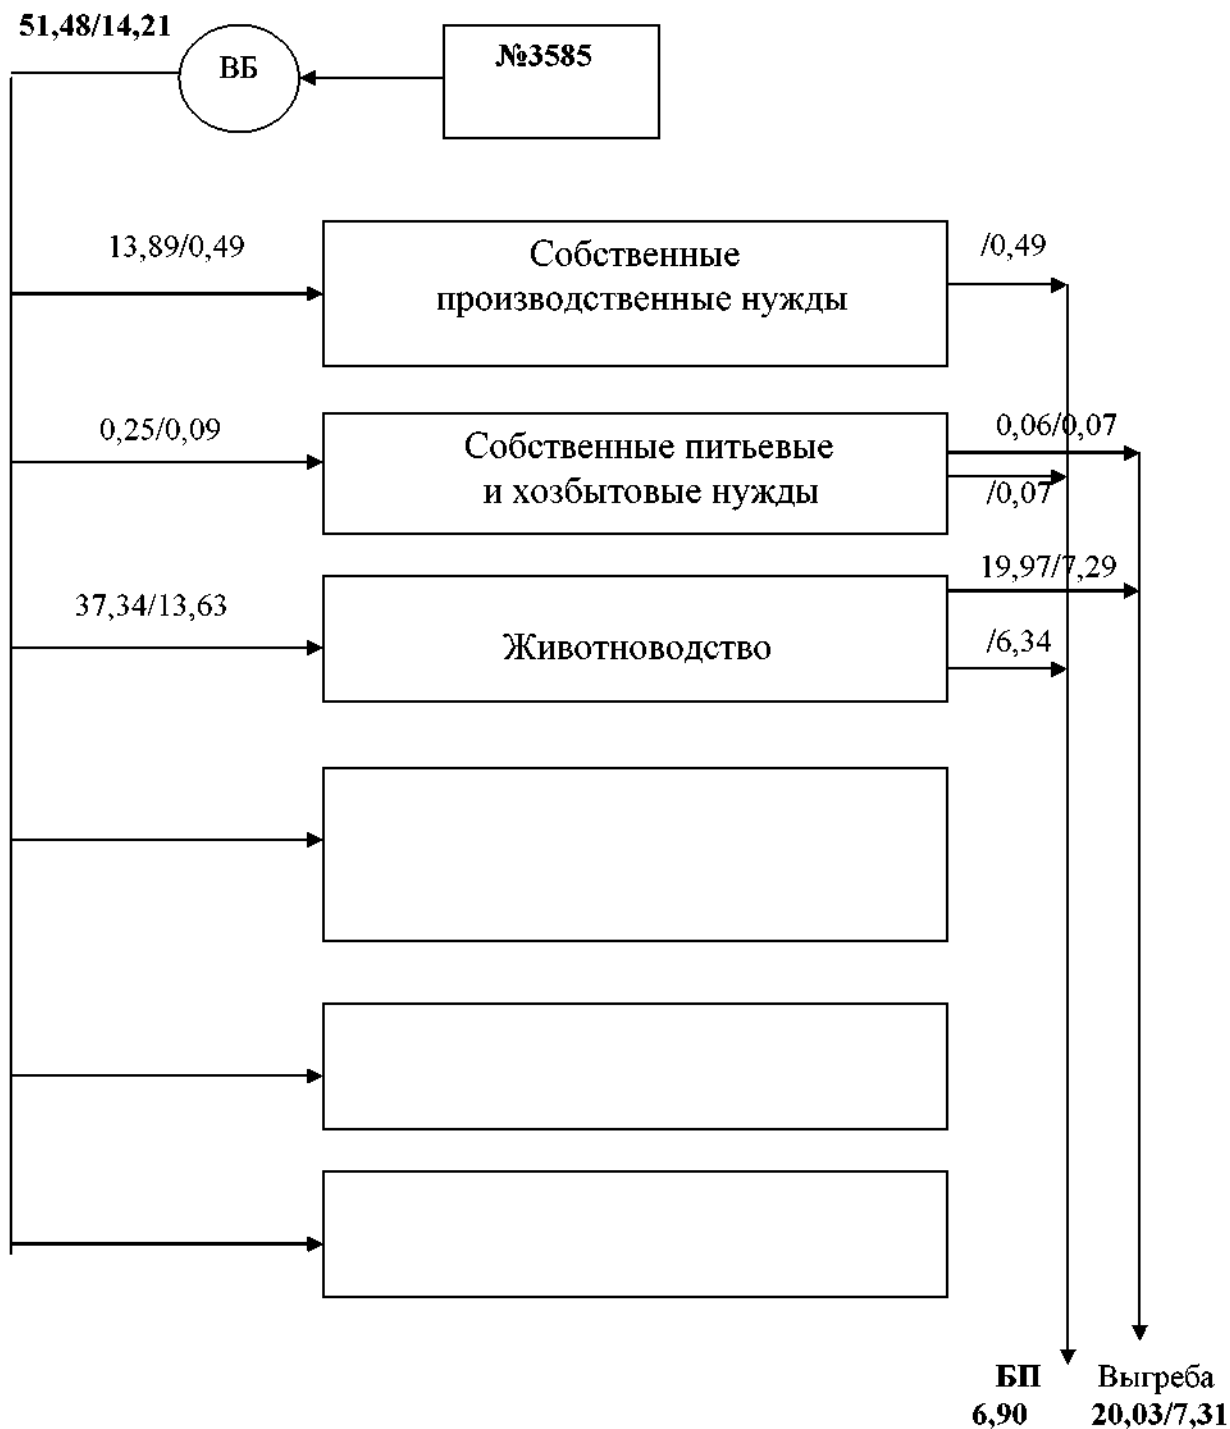 51,48/14,21
ВБ
№3585
13,89/0,49
Собственные
производственные нужды
/0,49
0,25/0,09
Собственные питьевые
и хозбытовые нужды
0,06/0,07
/0,07
37,34/13,63
Животноводство
19,97/7,29
/6,34
БП
Выгреба
6,90
20,03/7,31